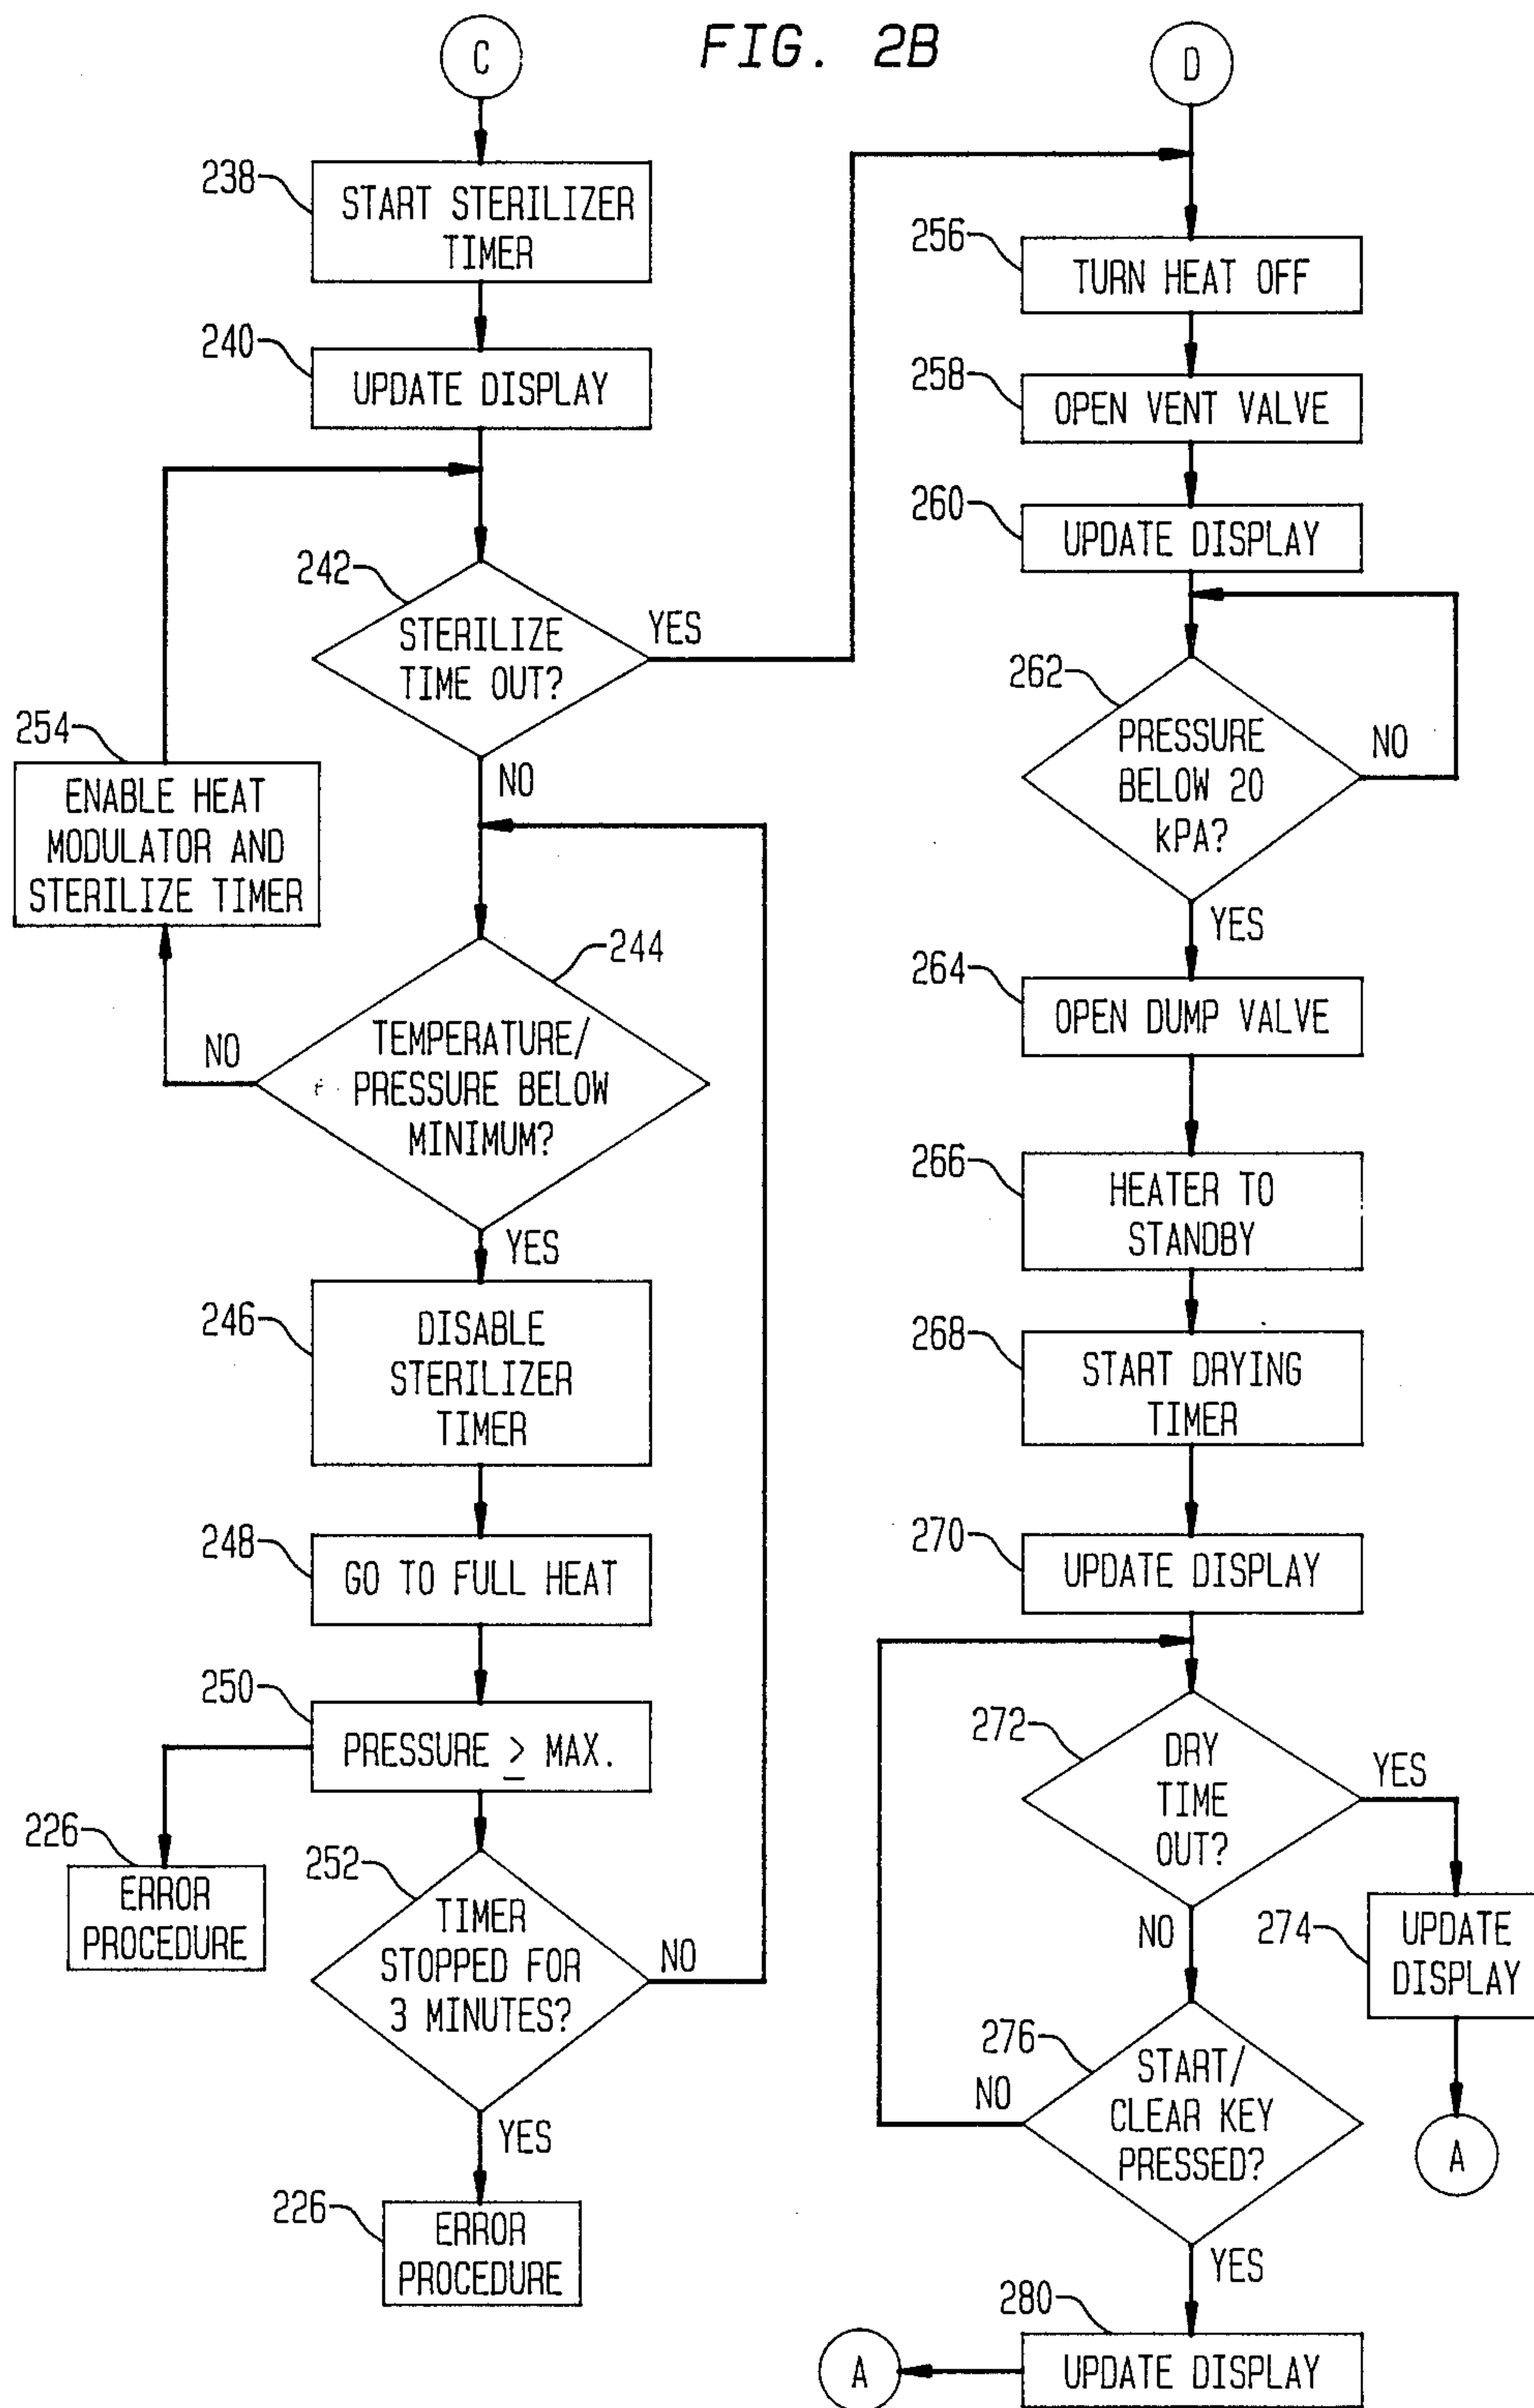 FIG. 2B
C
238
START STERILIZER
TIMER
240
UPDATE DISPLAY
242
STERILIZE
TIME OUT?
YES
NO
254
ENABLE HEAT
MODULATOR AND
STERILIZE TIMER
244
TEMPERATURE/
PRESSURE BELOW
MINIMUM?
NO
YES
246
DISABLE
STERILIZER
TIMER
248
GO TO FULL HEAT
250
PRESSURE ≥ MAX.
226
ERROR
PROCEDURE
252
TIMER
STOPPED FOR
3 MINUTES?
NO
YES
226
ERROR
PROCEDURE
D
256
TURN HEAT OFF
258
OPEN VENT VALVE
260
UPDATE DISPLAY
262
PRESSURE
BELOW 20
kPA?
NO
YES
264
OPEN DUMP VALVE
266
HEATER TO
STANDBY
268
START DRYING
TIMER
270
UPDATE DISPLAY
272
DRY
TIME
OUT?
YES
NO
274
UPDATE
DISPLAY
A
276
START/
CLEAR KEY
PRESSED?
NO
YES
280
UPDATE DISPLAY
A